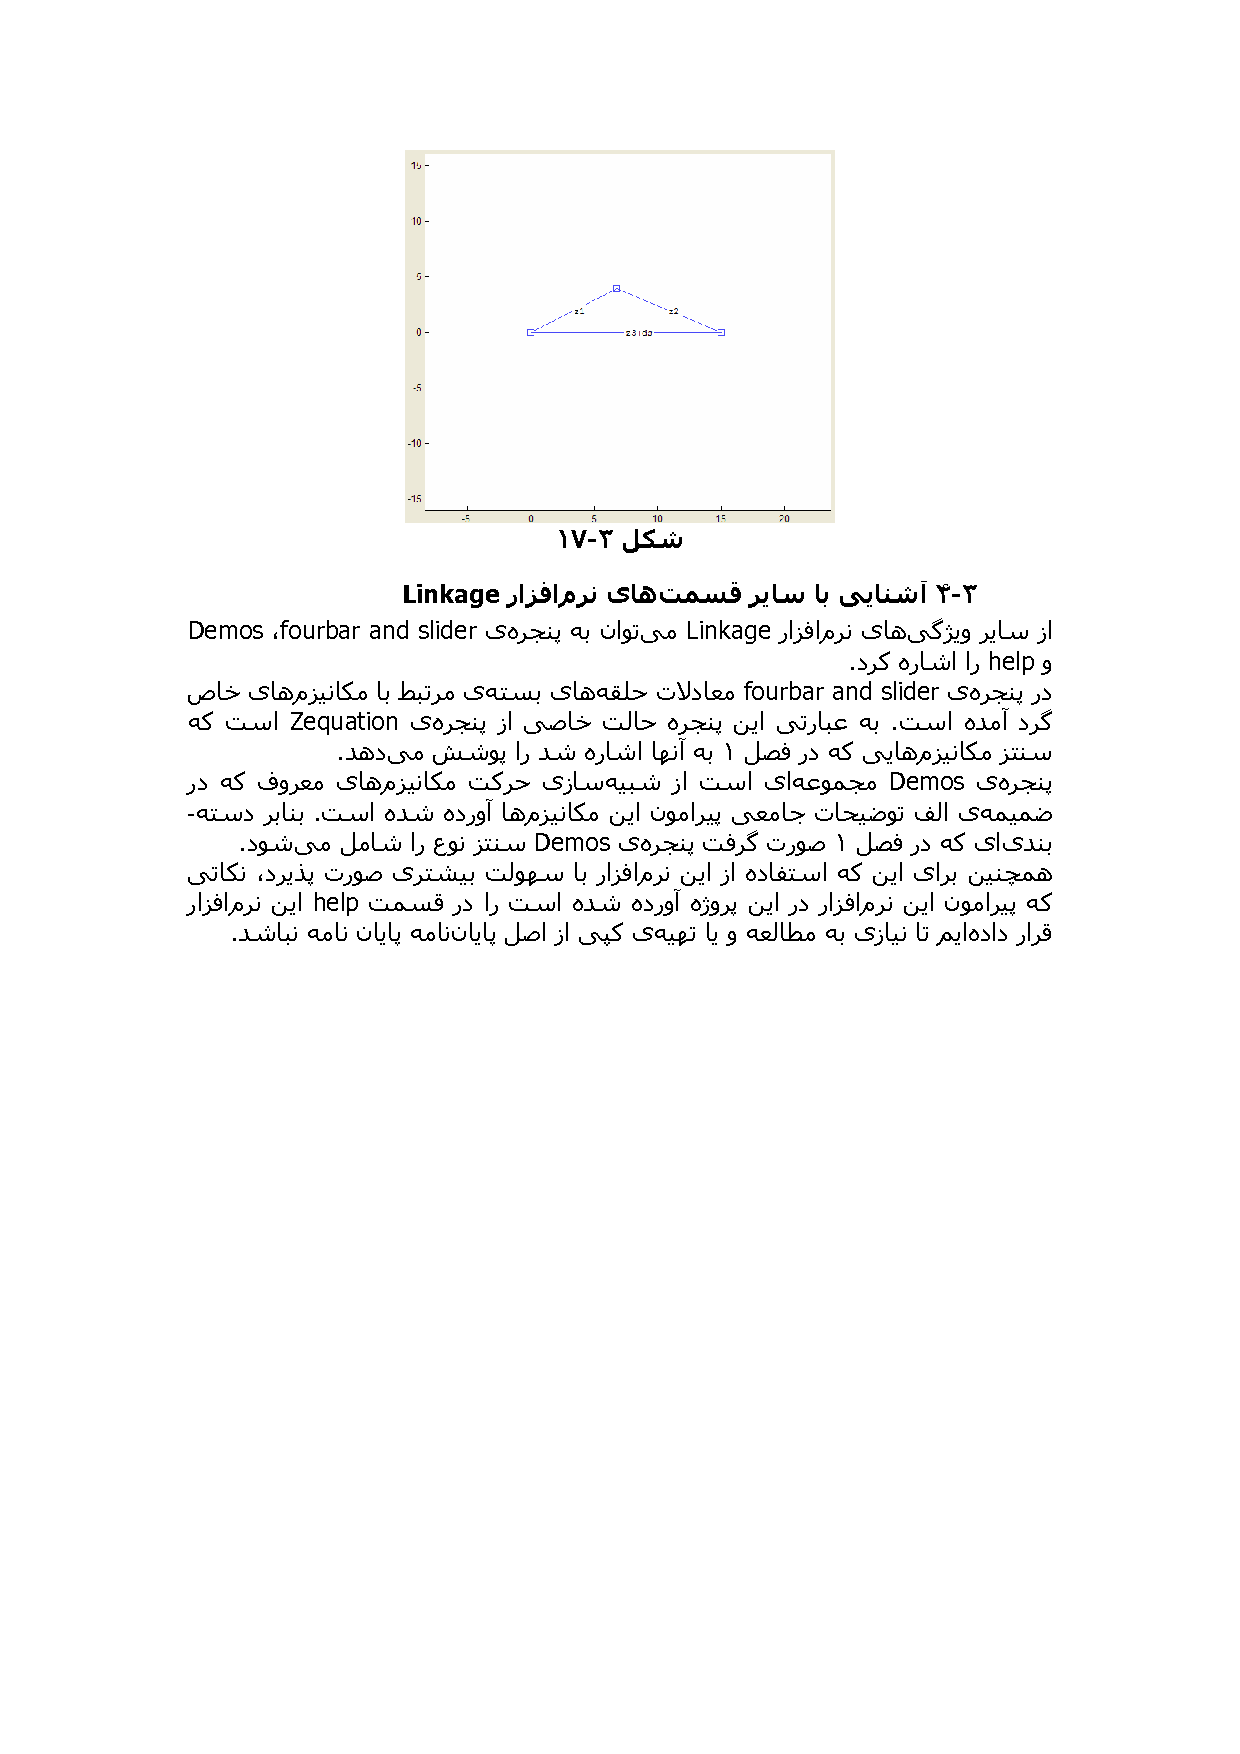 15
10
5
z1
z2
0
z3+dp
-5
-10
-15
-5 0 5 10 15 20
شکل ۳-۱۷
۳-۴ آشنایی با سایر قسمت‌های نرم‌افزار Linkage
از سایر ویژگی‌های نرم‌افزار Linkage می‌توان به پنجره‌ی fourbar and slider، Demos
و help را اشاره کرد.
در پنجره‌ی fourbar and slider معادلات حلقه‌های بسته‌ی مرتبط با مکانیزم‌های خاص
گرد آمده است. به عبارتی این پنجره حالت خاصی از پنجره‌ی Zequation است که
سنتز مکانیزم‌هایی که در فصل ۱ به آنها اشاره شد را پوشش می‌دهد.
پنجره‌ی Demos مجموعه‌ای است از شبیه‌سازی حرکت مکانیزم‌های معروف که در
ضمیمه‌ی الف توضیحات جامعی پیرامون این مکانیزم‌ها آورده شده است. بنابر دسته-
بندی‌ای که در فصل ۱ صورت گرفت پنجره‌ی Demos سنتز نوع را شامل می‌شود.
همچنین برای این که استفاده از این نرم‌افزار با سهولت بیشتری صورت پذیرد، نکاتی
که پیرامون این نرم‌افزار در این پروژه آورده شده است را در قسمت help این نرم‌افزار
قرار داده‌ایم تا نیازی به مطالعه و یا تهیه‌ی کپی از اصل پایان‌نامه پایان نامه نباشد.